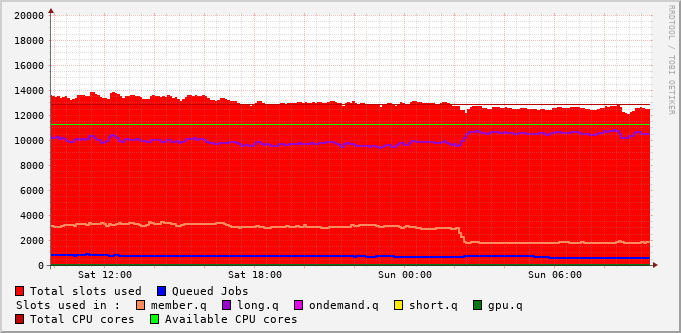 20000
18000
16000
14000
12000
10000
8000
6000
4000
2000
0
Sat 12:00 Sat 18:00 Sun 00:00 Sun 06:00
RRDTOOL / TOBI OETIKER
Total slots used Queued Jobs
Slots used in : member.q long.q ondemand.q short.q gpu.q
Total CPU cores Available CPU cores